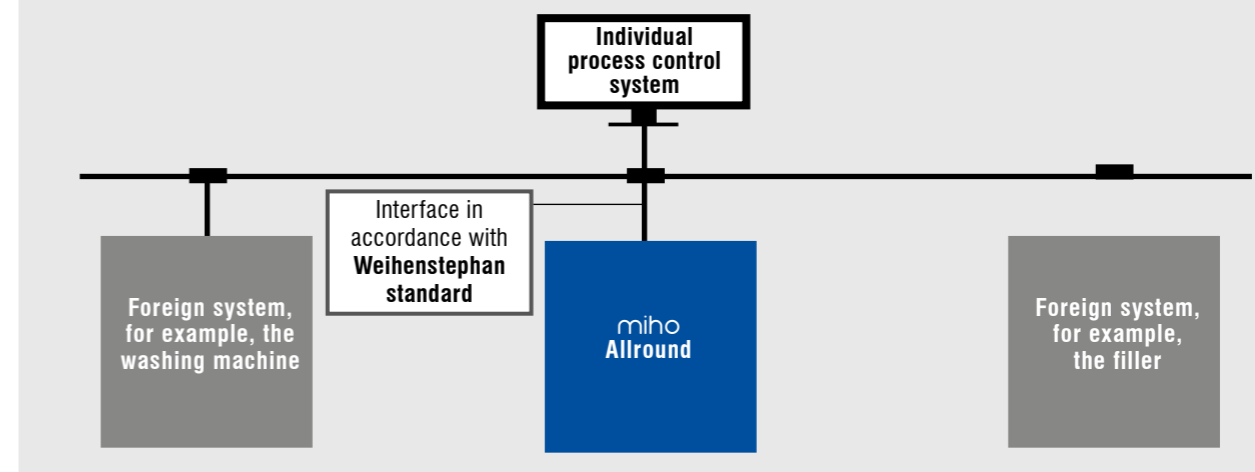 Individual
process control
system
Interface in
accordance with
Weihenstephan
standard
Foreign system,
for example, the
washing machine
miho
Allround
Foreign system,
for example,
the filler